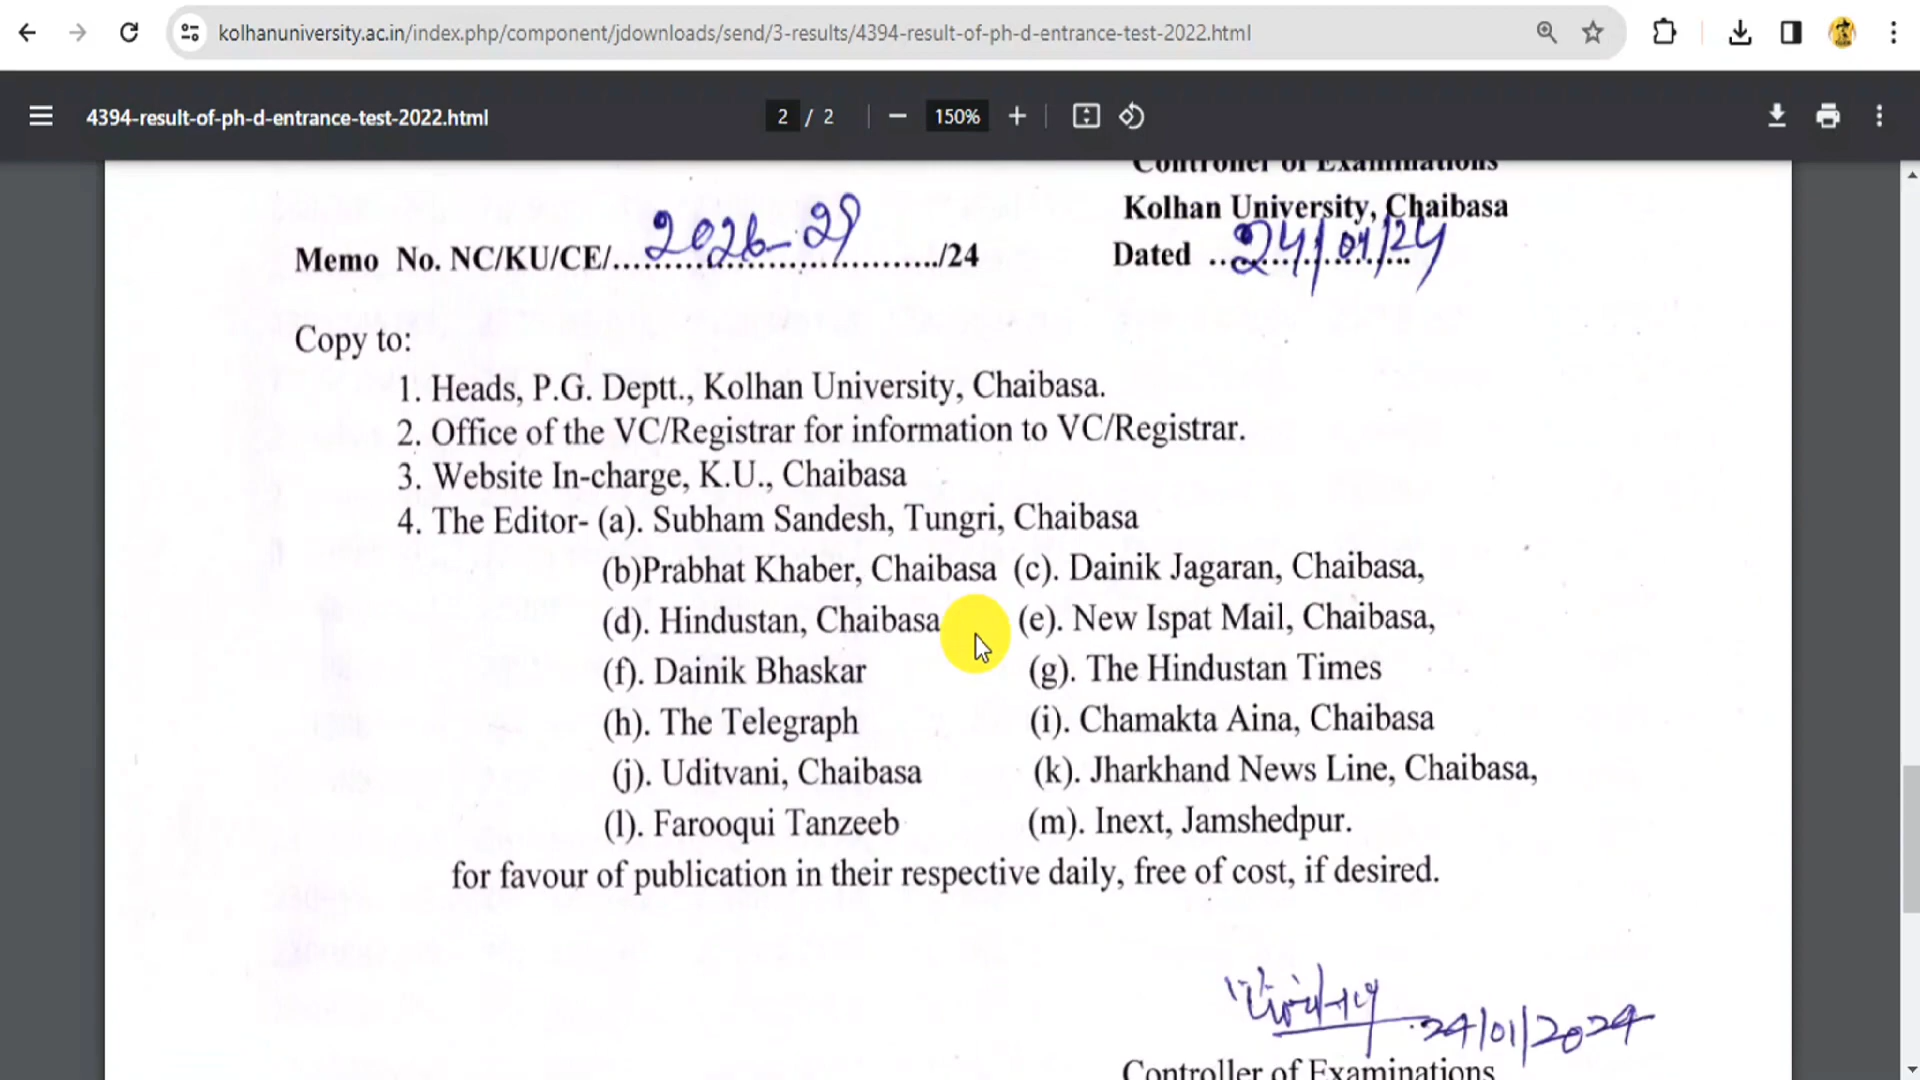 kolhanuniversity.ac.in/index.php/component/jdownloads/send/3-results/4394-result-of-ph-d-entrance-test-2022.html
4394-result-of-ph-d-entrance-test-2022.html 2 / 2 150%
Controller of Examinations
Kolhan University, Chaibasa
Memo No. NC/KU/CE/....2026-29..../24 Dated ..24/01/24..
Copy to:
1. Heads, P.G. Deptt., Kolhan University, Chaibasa.
2. Office of the VC/Registrar for information to VC/Registrar.
3. Website In-charge, K.U., Chaibasa
4. The Editor- (a). Subham Sandesh, Tungri, Chaibasa
(b)Prabhat Khaber, Chaibasa (c). Dainik Jagaran, Chaibasa,
(d). Hindustan, Chaibasa (e). New Ispat Mail, Chaibasa,
(f). Dainik Bhaskar (g). The Hindustan Times
(h). The Telegraph (i). Chamakta Aina, Chaibasa
(j). Uditvani, Chaibasa (k). Jharkhand News Line, Chaibasa,
(l). Farooqui Tanzeeb (m). Inext, Jamshedpur.
for favour of publication in their respective daily, free of cost, if desired.
24/01/2024
Controller of Examinations